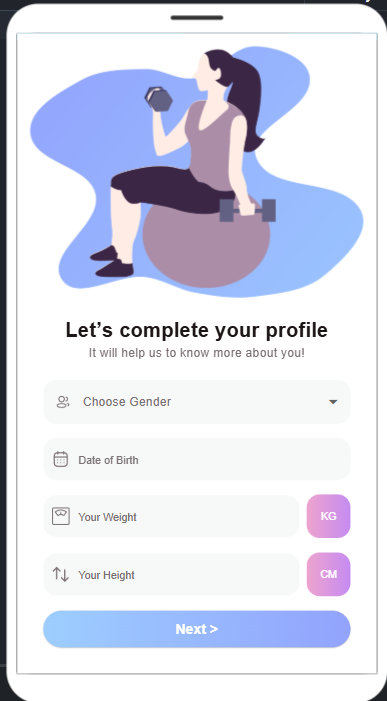 Let's complete your profile
It will help us to know more about you!
Choose Gender
Date of Birth
Your Weight
KG
Your Height
CM
Next >